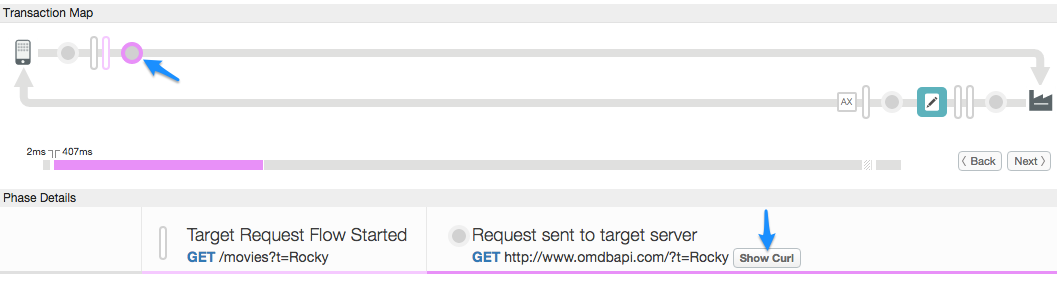 Transaction Map
AX
2ms 407ms
Back Next
Phase Details
Target Request Flow Started
GET /movies?t=Rocky
Request sent to target server
GET http://www.omdbapi.com/?t=Rocky Show Curl